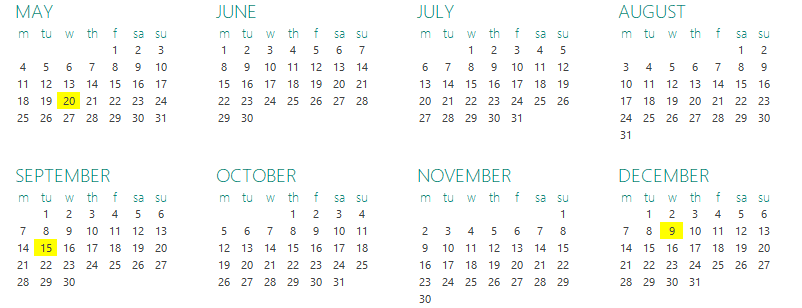 MAY JUNE JULY AUGUST
m tu w th f sa su m tu w th f sa su m tu w th f sa su m tu w th f sa su
1 2 3 1 2 3 4 5 6 7 1 2 3 4 5 1 2
4 5 6 7 8 9 10 8 9 10 11 12 13 14 6 7 8 9 10 11 12 3 4 5 6 7 8 9
11 12 13 14 15 16 17 15 16 17 18 19 20 21 13 14 15 16 17 18 19 10 11 12 13 14 15 16
18 19 20 21 22 23 24 22 23 24 25 26 27 28 20 21 22 23 24 25 26 17 18 19 20 21 22 23
25 26 27 28 29 30 31 29 30 27 28 29 30 31 24 25 26 27 28 29 30
31
SEPTEMBER OCTOBER NOVEMBER DECEMBER
m tu w th f sa su m tu w th f sa su m tu w th f sa su m tu w th f sa su
1 2 3 4 5 6 1 2 3 4 1 1 2 3 4 5 6
7 8 9 10 11 12 13 5 6 7 8 9 10 11 2 3 4 5 6 7 8 7 8 9 10 11 12 13
14 15 16 17 18 19 20 12 13 14 15 16 17 18 9 10 11 12 13 14 15 14 15 16 17 18 19 20
21 22 23 24 25 26 27 19 20 21 22 23 24 25 16 17 18 19 20 21 22 21 22 23 24 25 26 27
28 29 30 26 27 28 29 30 31 23 24 25 26 27 28 29 28 29 30 31
30